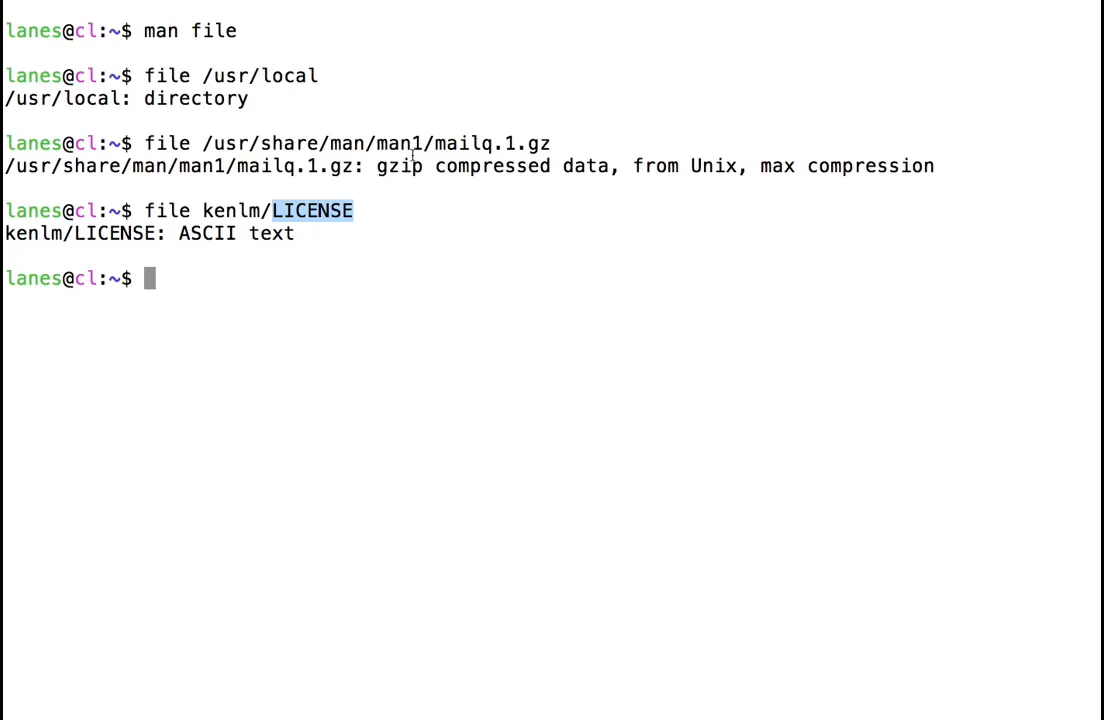 lanes@cl:~$ man file
lanes@cl:~$ file /usr/local
/usr/local: directory
lanes@cl:~$ file /usr/share/man/man1/mailq.1.gz
/usr/share/man/man1/mailq.1.gz: gzip compressed data, from Unix, max compression
lanes@cl:~$ file kenlm/LICENSE
kenlm/LICENSE: ASCII text
lanes@cl:~$